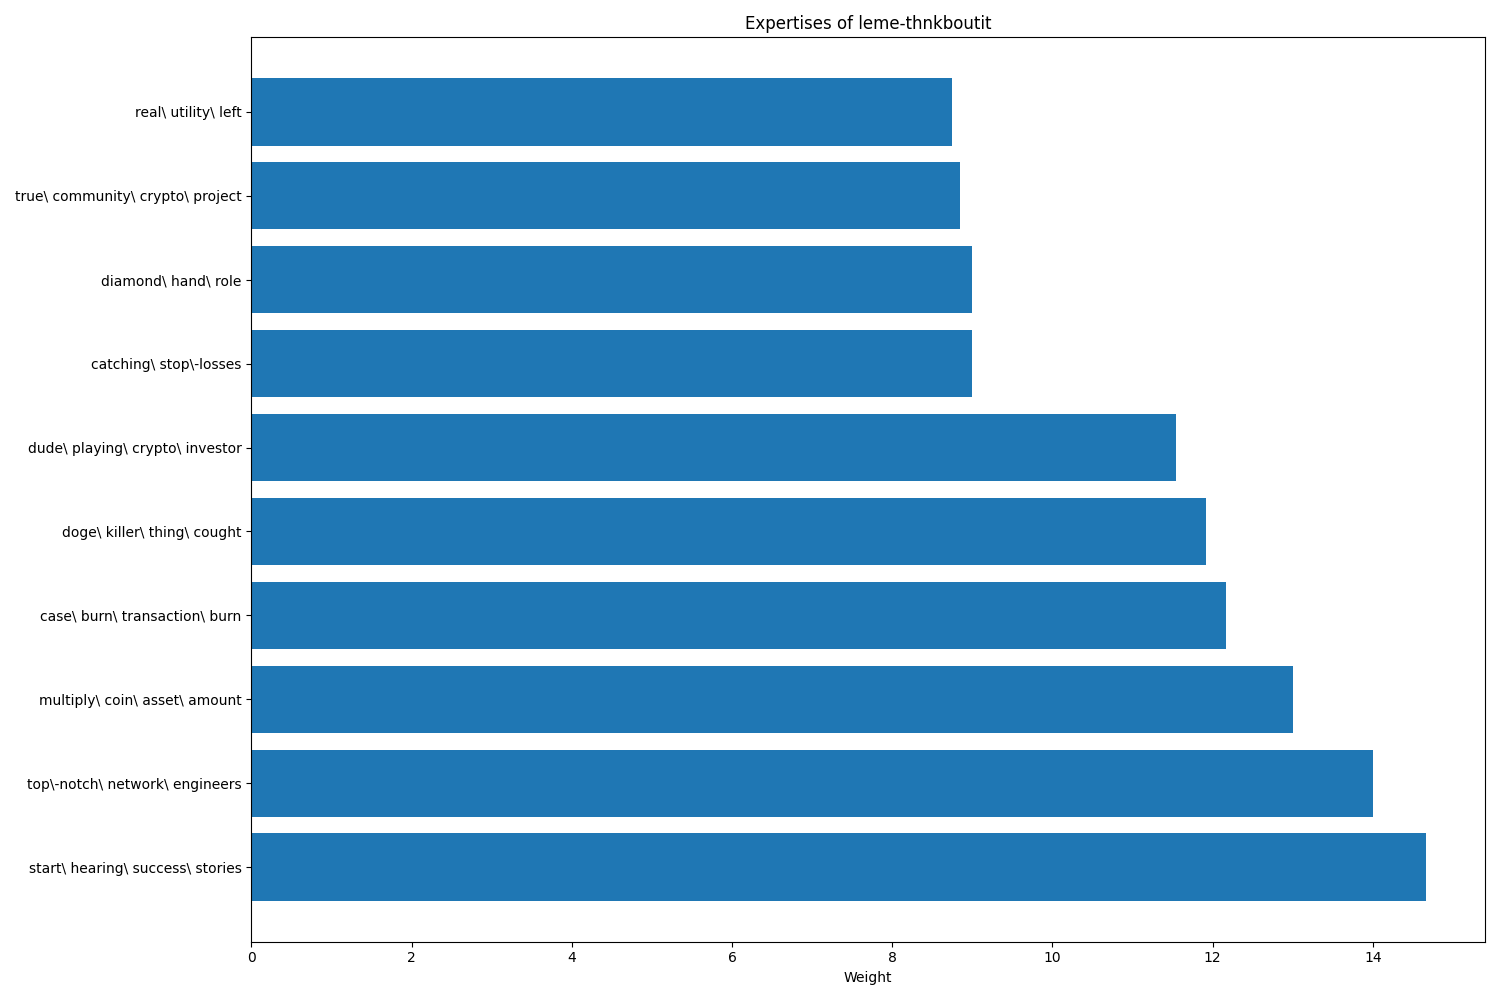 Expertises of leme-thnkboutit
real\ utility\ left
true\ community\ crypto\ project
diamond\ hand\ role
catching\ stop\-losses
dude\ playing\ crypto\ investor
doge\ killer\ thing\ cought
case\ burn\ transaction\ burn
multiply\ coin\ asset\ amount
top\-notch\ network\ engineers
start\ hearing\ success\ stories
0 2 4 6 8 10 12 14
Weight